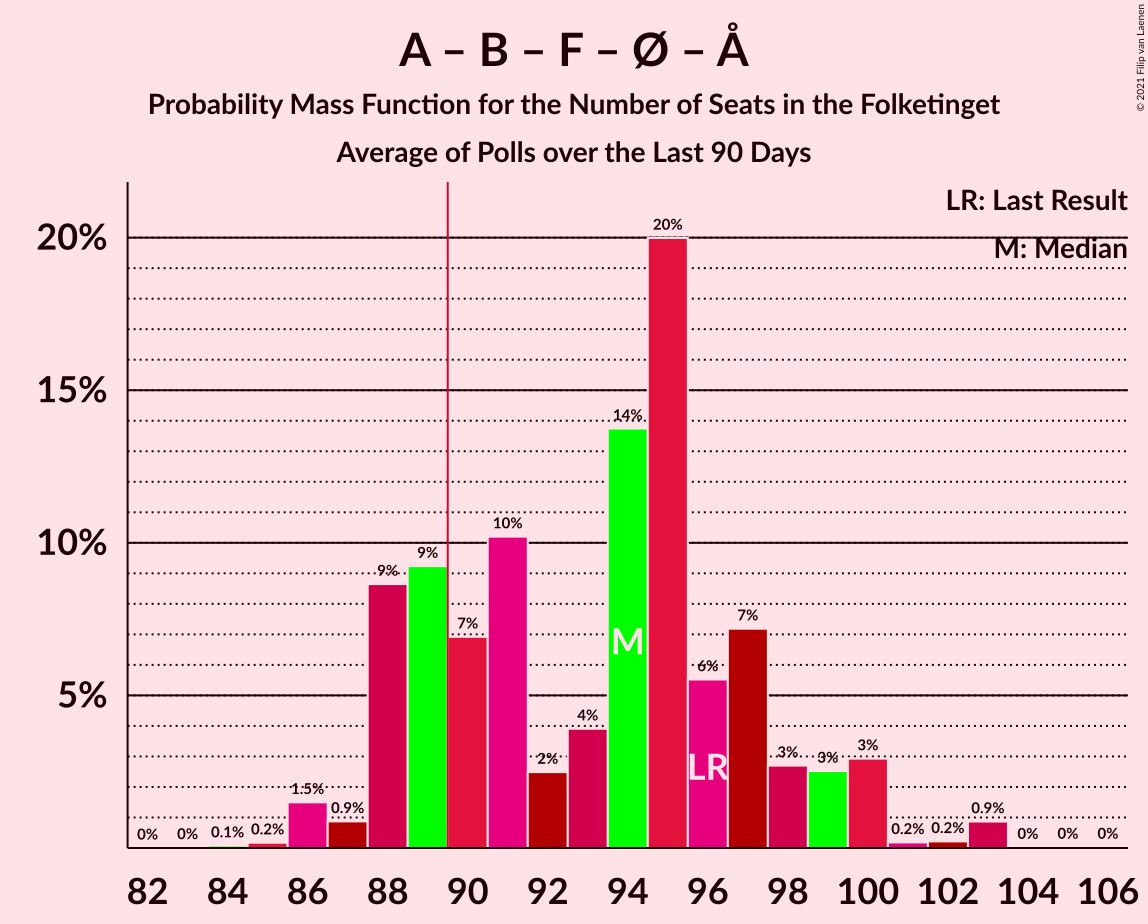 A – B – F – Ø – Å
Probability Mass Function for the Number of Seats in the Folketinget
Average of Polls over the Last 90 Days
© 2021 Filip van Laenen
LR: Last Result
M: Median
20%
15%
10%
5%
0% 0% 0.1% 0.2% 1.5% 0.9% 9% 9% 7% 10% 2% 4% 14% 20% 6% 7% 3% 3% 3% 0.2% 0.2% 0.9% 0% 0% 0%
M
LR
82 84 86 88 90 92 94 96 98 100 102 104 106